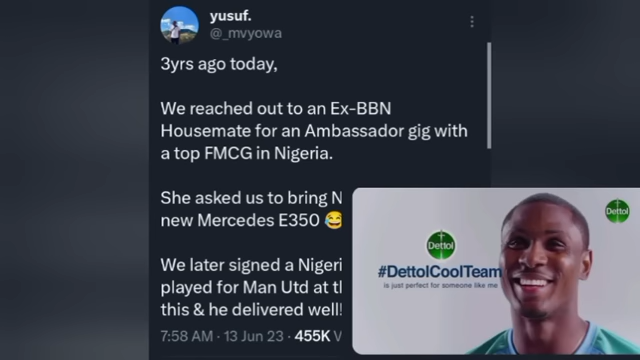 yusuf.
@_mvyowa
3yrs ago today,
We reached out to an Ex-BBN
Housemate for an Ambassador gig with
a top FMCG in Nigeria.
She asked us to bring N
new Mercedes E350 😂
We later signed a Nigeri
played for Man Utd at th
this & he delivered well!
7:58 AM · 13 Jun 23 · 455K V
Dettol
Dettol
#DettolCoolTeam
is just perfect for someone like me